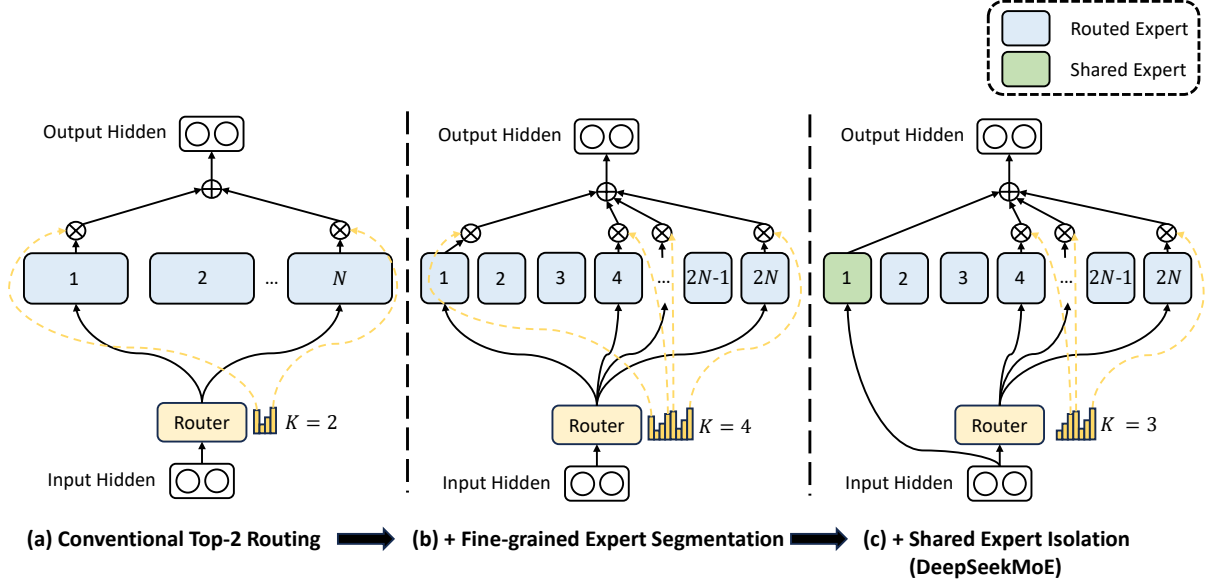 Routed Expert
Shared Expert
Output Hidden
1
2
...
N
Router
K = 2
Input Hidden
(a) Conventional Top-2 Routing
Output Hidden
1
2
3
4
...
2N-1
2N
Router
K = 4
Input Hidden
(b) + Fine-grained Expert Segmentation
Output Hidden
1
2
3
4
...
2N-1
2N
Router
K = 3
Input Hidden
(c) + Shared Expert Isolation
(DeepSeekMoE)